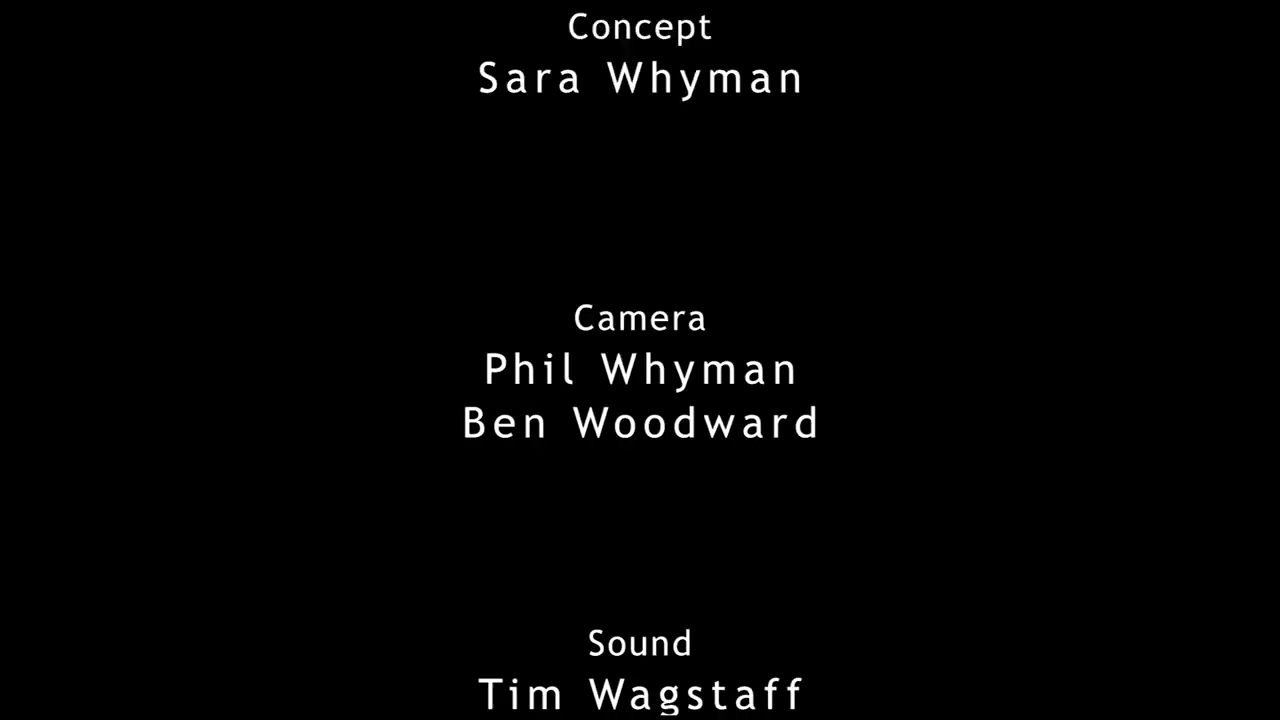 Concept
Sara Whyman
Camera
Phil Whyman
Ben Woodward
Sound
Tim Wagstaff